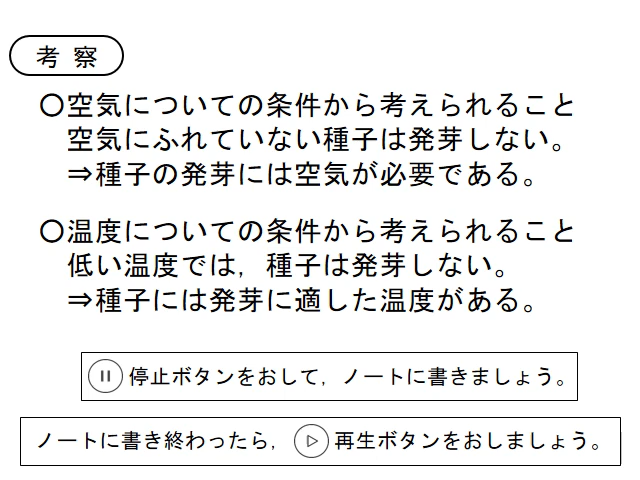 考 察
〇空気についての条件から考えられること
空気にふれていない種子は発芽しない。
⇒種子の発芽には空気が必要である。
〇温度についての条件から考えられること
低い温度では，種子は発芽しない。
⇒種子には発芽に適した温度がある。
停止ボタンをおして，ノートに書きましょう。
ノートに書き終わったら， 再生ボタンをおしましょう。